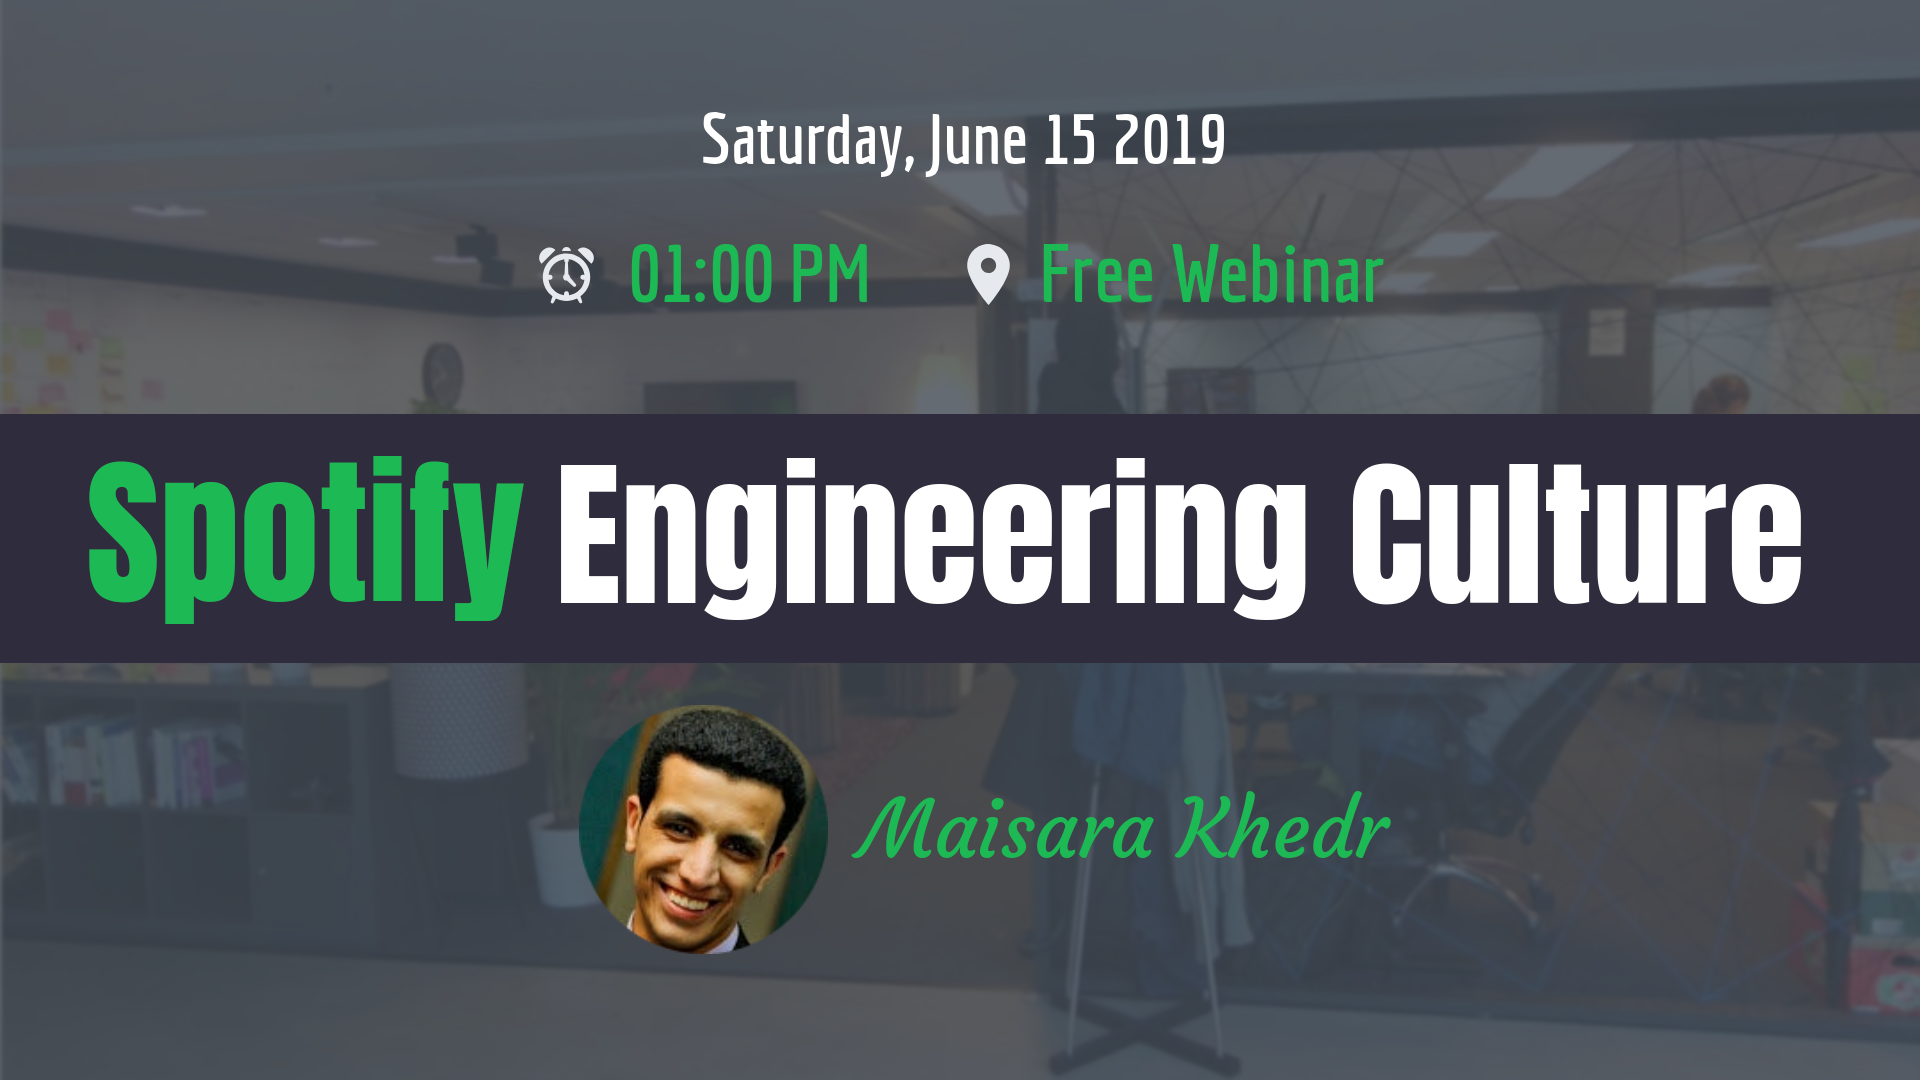 Saturday, June 15 2019
01:00 PM
Free Webinar
Spotify Engineering Culture
Maisara Khedr